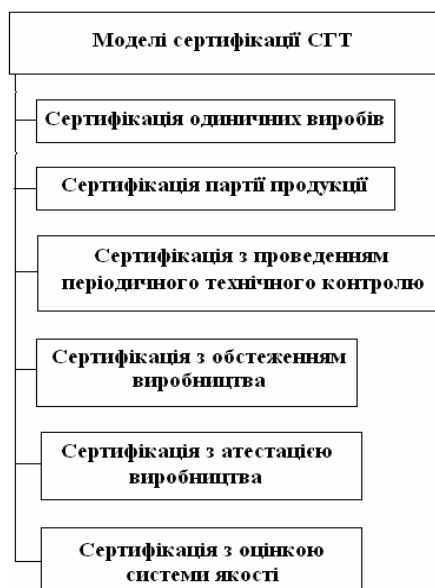 Моделі сертифікації СГТ
Сертифікація одиничних виробів
Сертифікація партії продукції
Сертифікація з проведенням
періодичного технічного контролю
Сертифікація з обстеженням
виробництва
Сертифікація з атестацією
виробництва
Сертифікація з оцінкою
системи якості